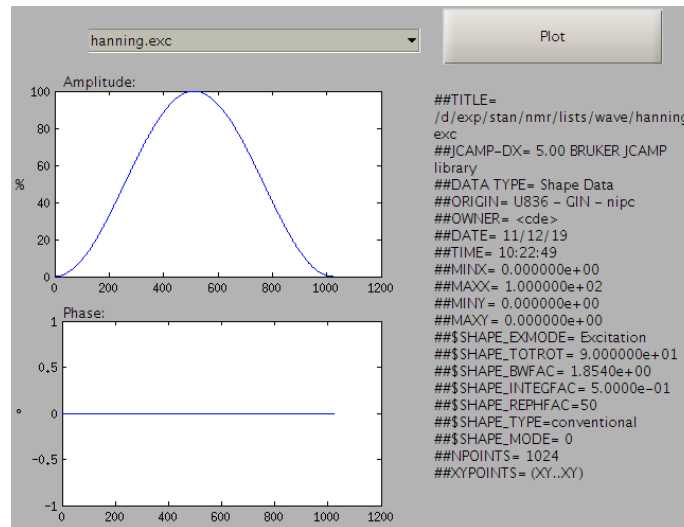 hanning.exc
Plot
Amplitude:
100
80
60
40
20
0
%
0 200 400 600 800 1000 1200
Phase:
1
0.5
0
-0.5
-1
°
0 200 400 600 800 1000 1200
##TITLE=
/d/exp/stan/nmr/lists/wave/hanning.
exc
##JCAMP-DX= 5.00 BRUKER JCAMP
library
##DATA TYPE= Shape Data
##ORIGIN= U836 - GIN - nipc
##OWNER= <cde>
##DATE= 11/12/19
##TIME= 10:22:49
##MINX= 0.000000e+00
##MAXX= 1.000000e+02
##MINY= 0.000000e+00
##MAXY= 0.000000e+00
##$SHAPE_EXMODE= Excitation
##$SHAPE_TOTROT= 9.000000e+01
##$SHAPE_BWFAC= 1.8540e+00
##$SHAPE_INTEGFAC= 5.0000e-01
##$SHAPE_REPHFAC=50
##$SHAPE_TYPE=conventional
##$SHAPE_MODE= 0
##NPOINTS= 1024
##XYPOINTS= (XY..XY)